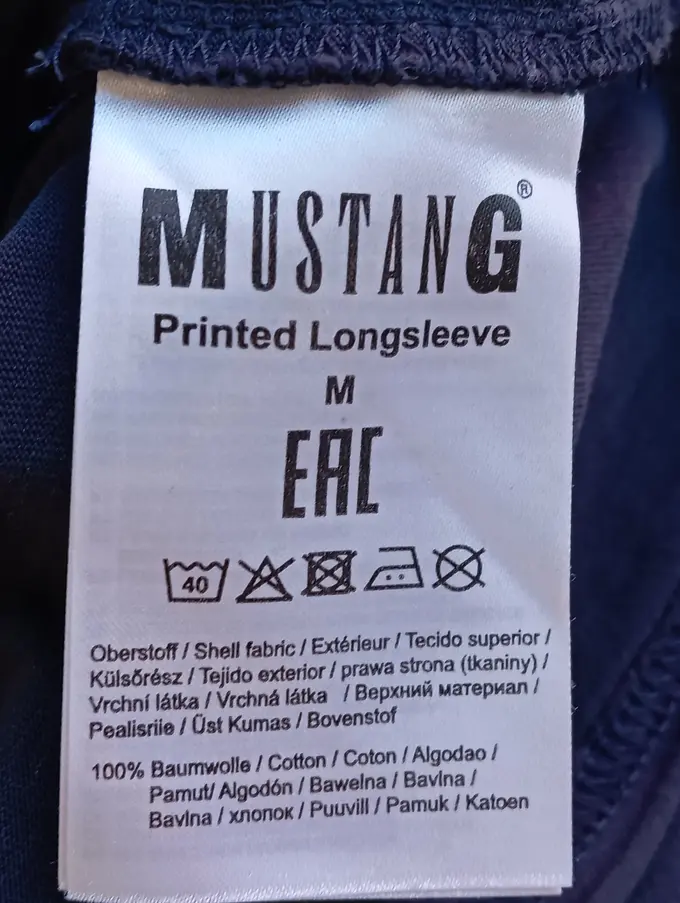 MUSTANG®
Printed Longsleeve
M
EAC
40
Oberstoff / Shell fabric / Extérieur / Tecido superior /
Külsőrész / Tejido exterior / prawa strona (tkaniny) /
Vrchní látka / Vrchná látka / Верхний материал /
Pealisriie / Üst Kumas / Bovenstof
100% Baumwolle / Cotton / Coton / Algodao /
Pamut/ Algodón / Bawelna / Bavlna /
Bavlna / хлопок / Puuvill / Pamuk / Katoen